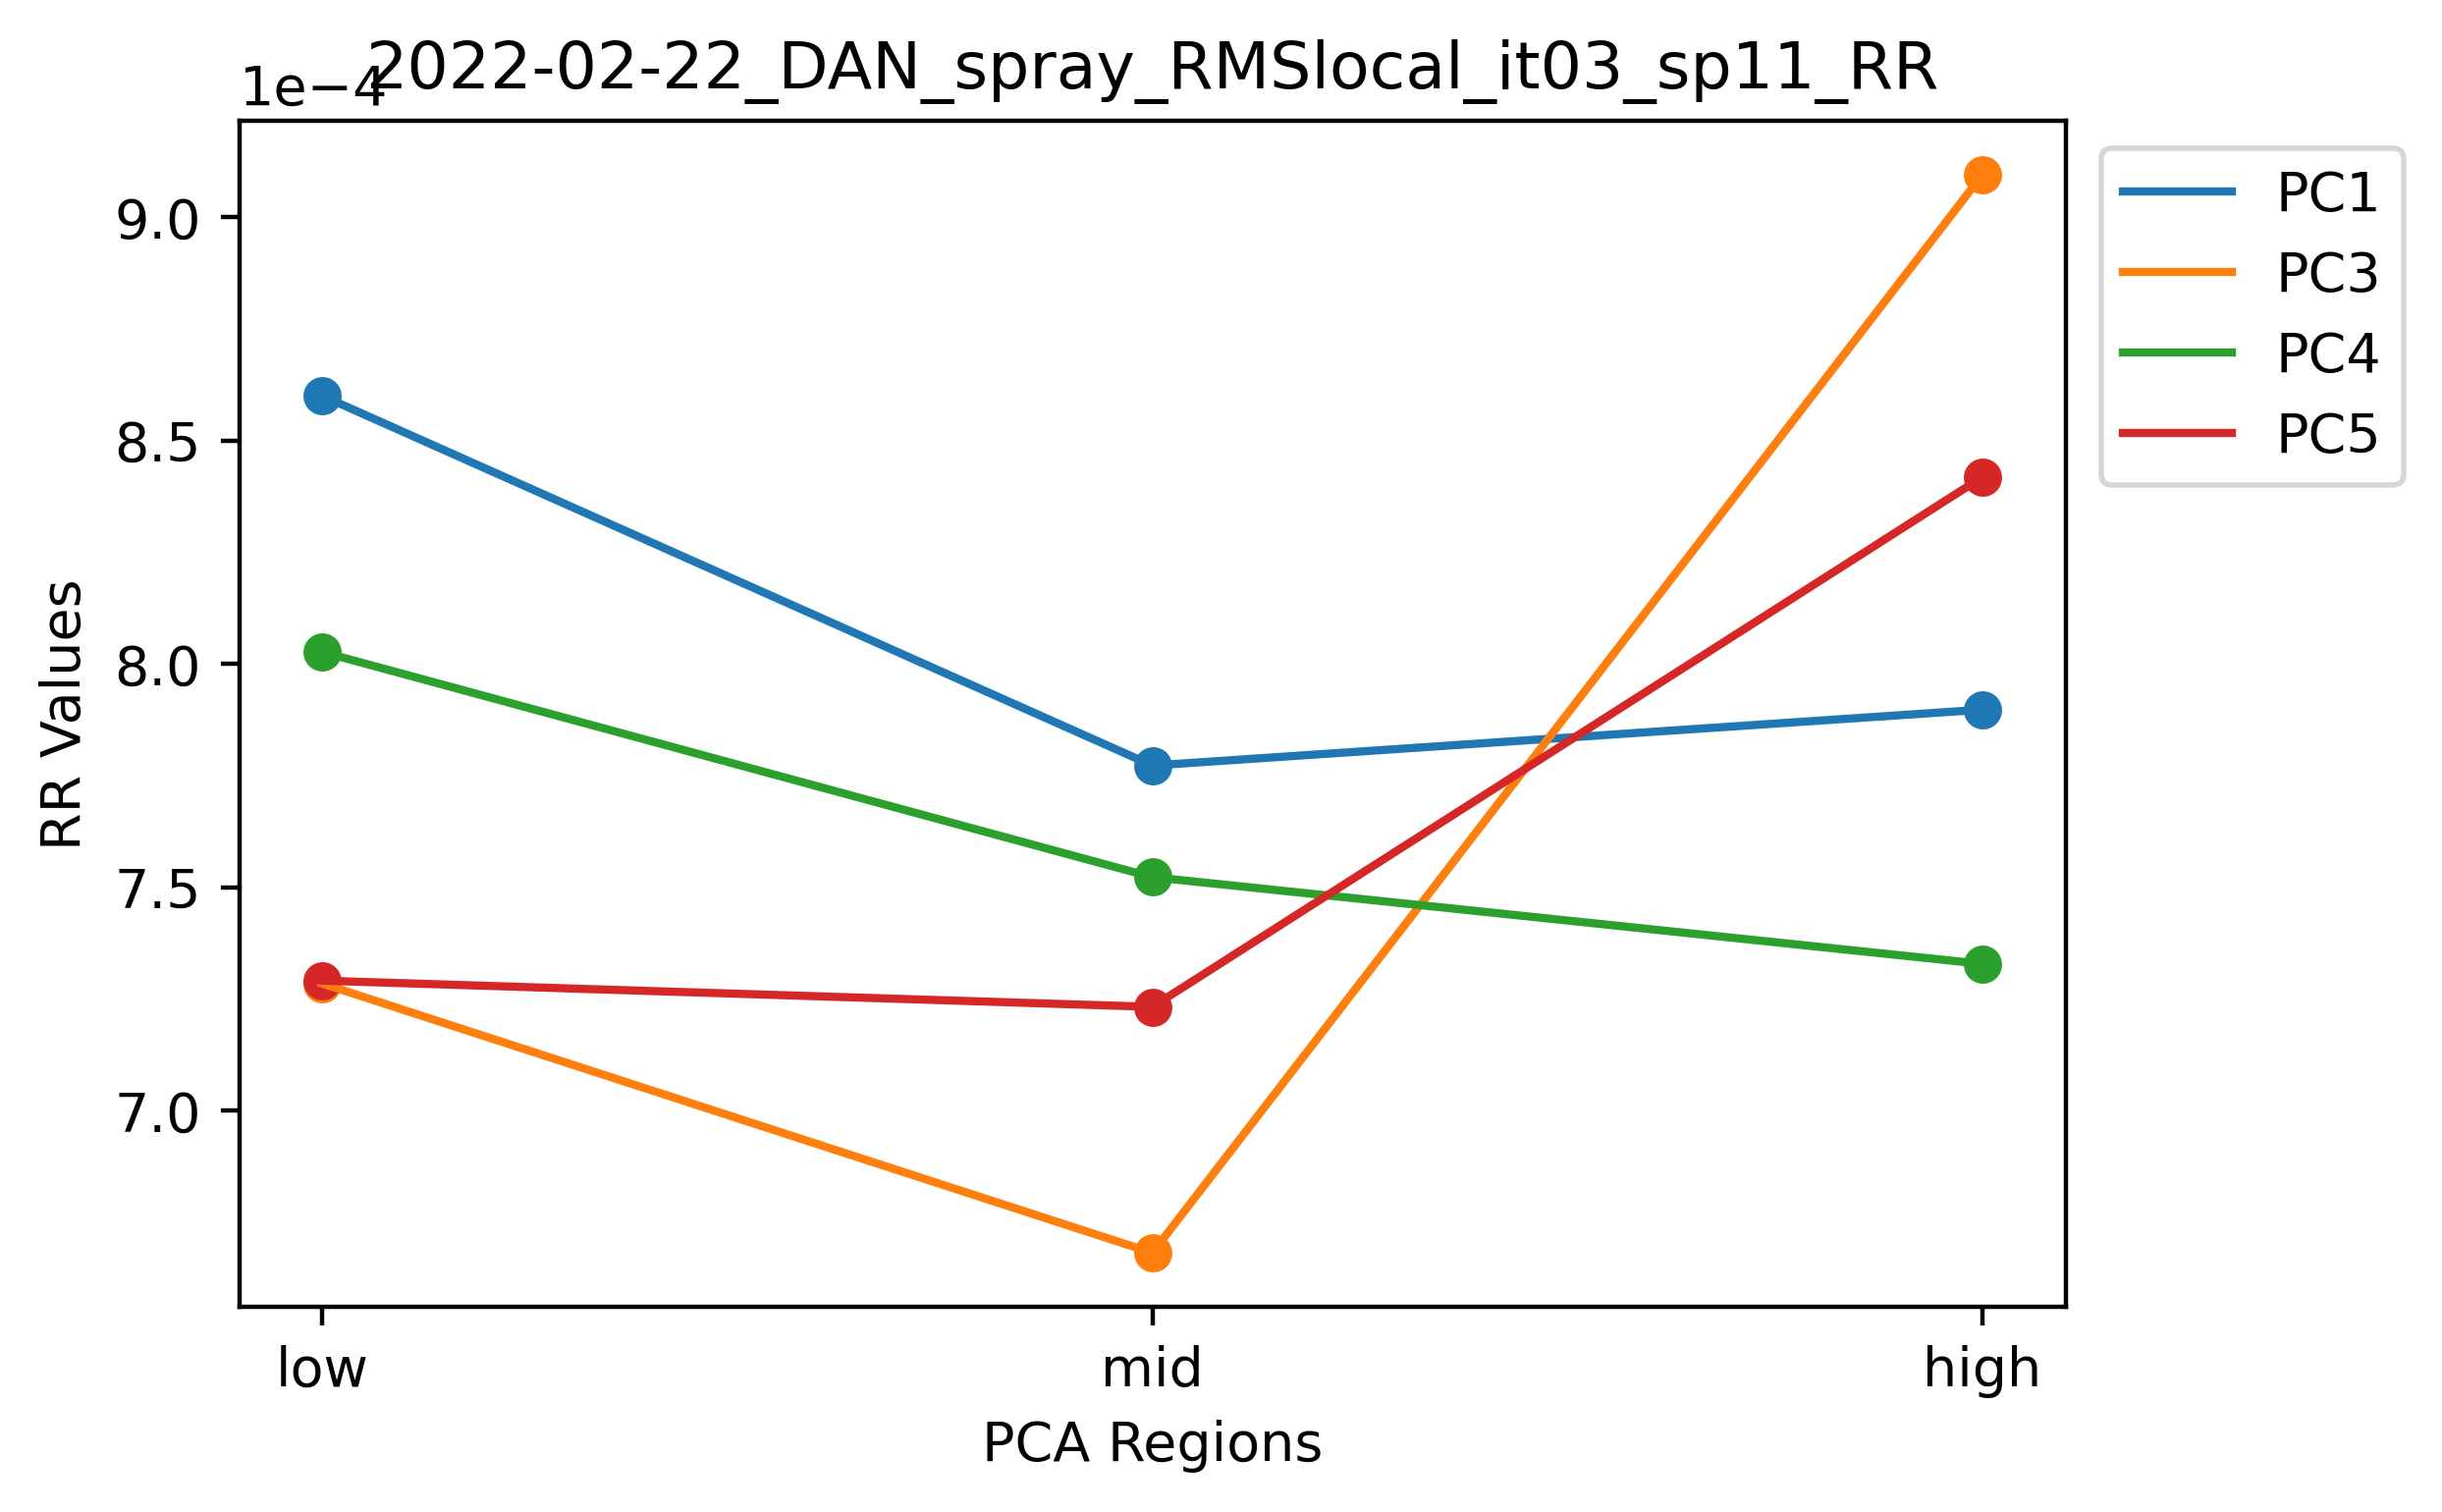 2022-02-22_DAN_spray_RMSlocal_it03_sp11_RR
1e−4
9.0
8.5
8.0
7.5
7.0
RR Values
low
mid
high
PCA Regions
PC1
PC3
PC4
PC5